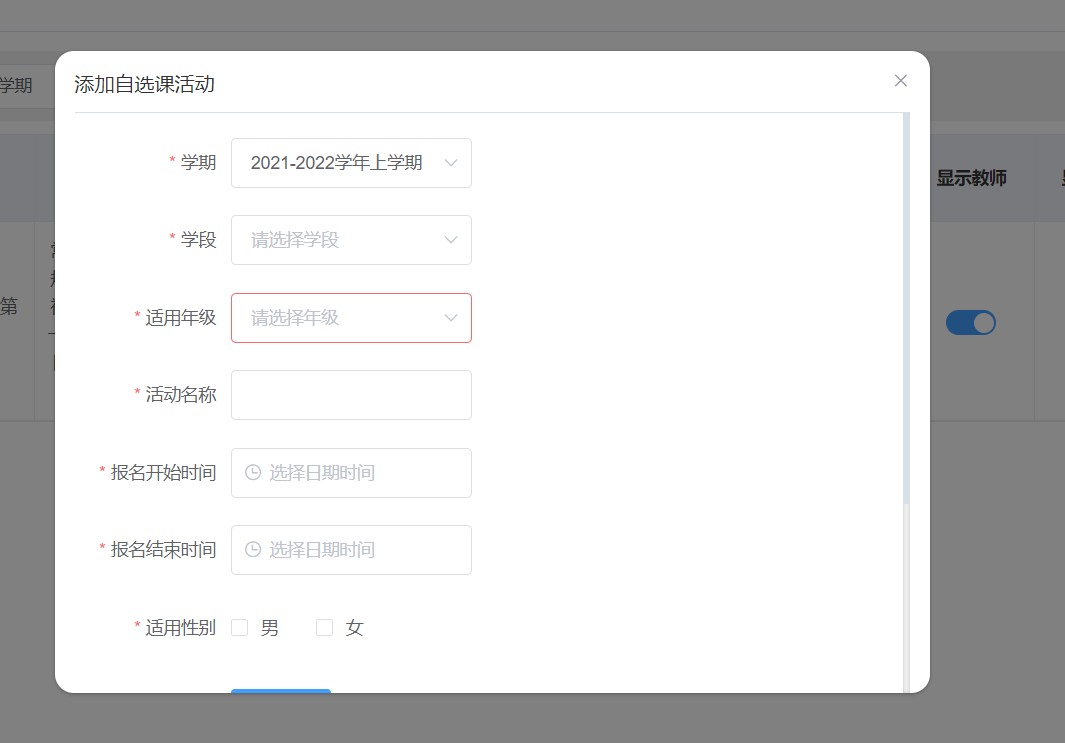 学期
添加自选课活动
* 学期 2021-2022学年上学期
* 学段 请选择学段
* 适用年级 请选择年级
* 活动名称
* 报名开始时间 选择日期时间
* 报名结束时间 选择日期时间
* 适用性别 男 女
显示教师
第